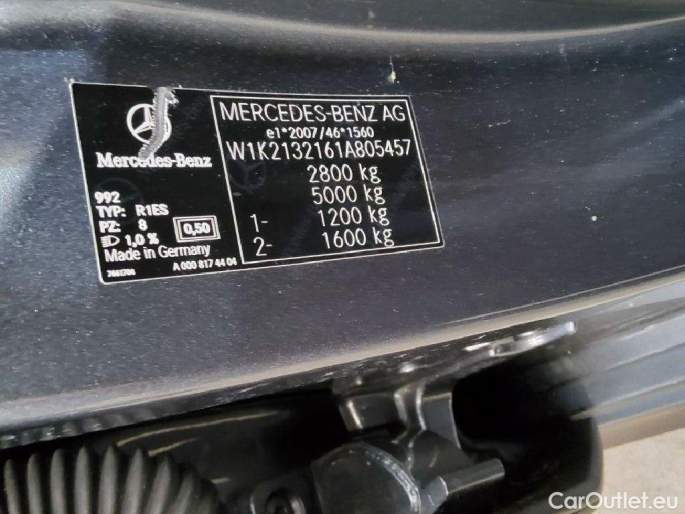 Mercedes-Benz
992
TYP: R1ES
PZ: 8 0,50
1,0 %
Made in Germany
7661700 A 000 817 44 04
MERCEDES-BENZ AG
e1*2007/46*1560
W1K2132161A805457
2800 kg
5000 kg
1- 1200 kg
2- 1600 kg
CarOutlet.eu